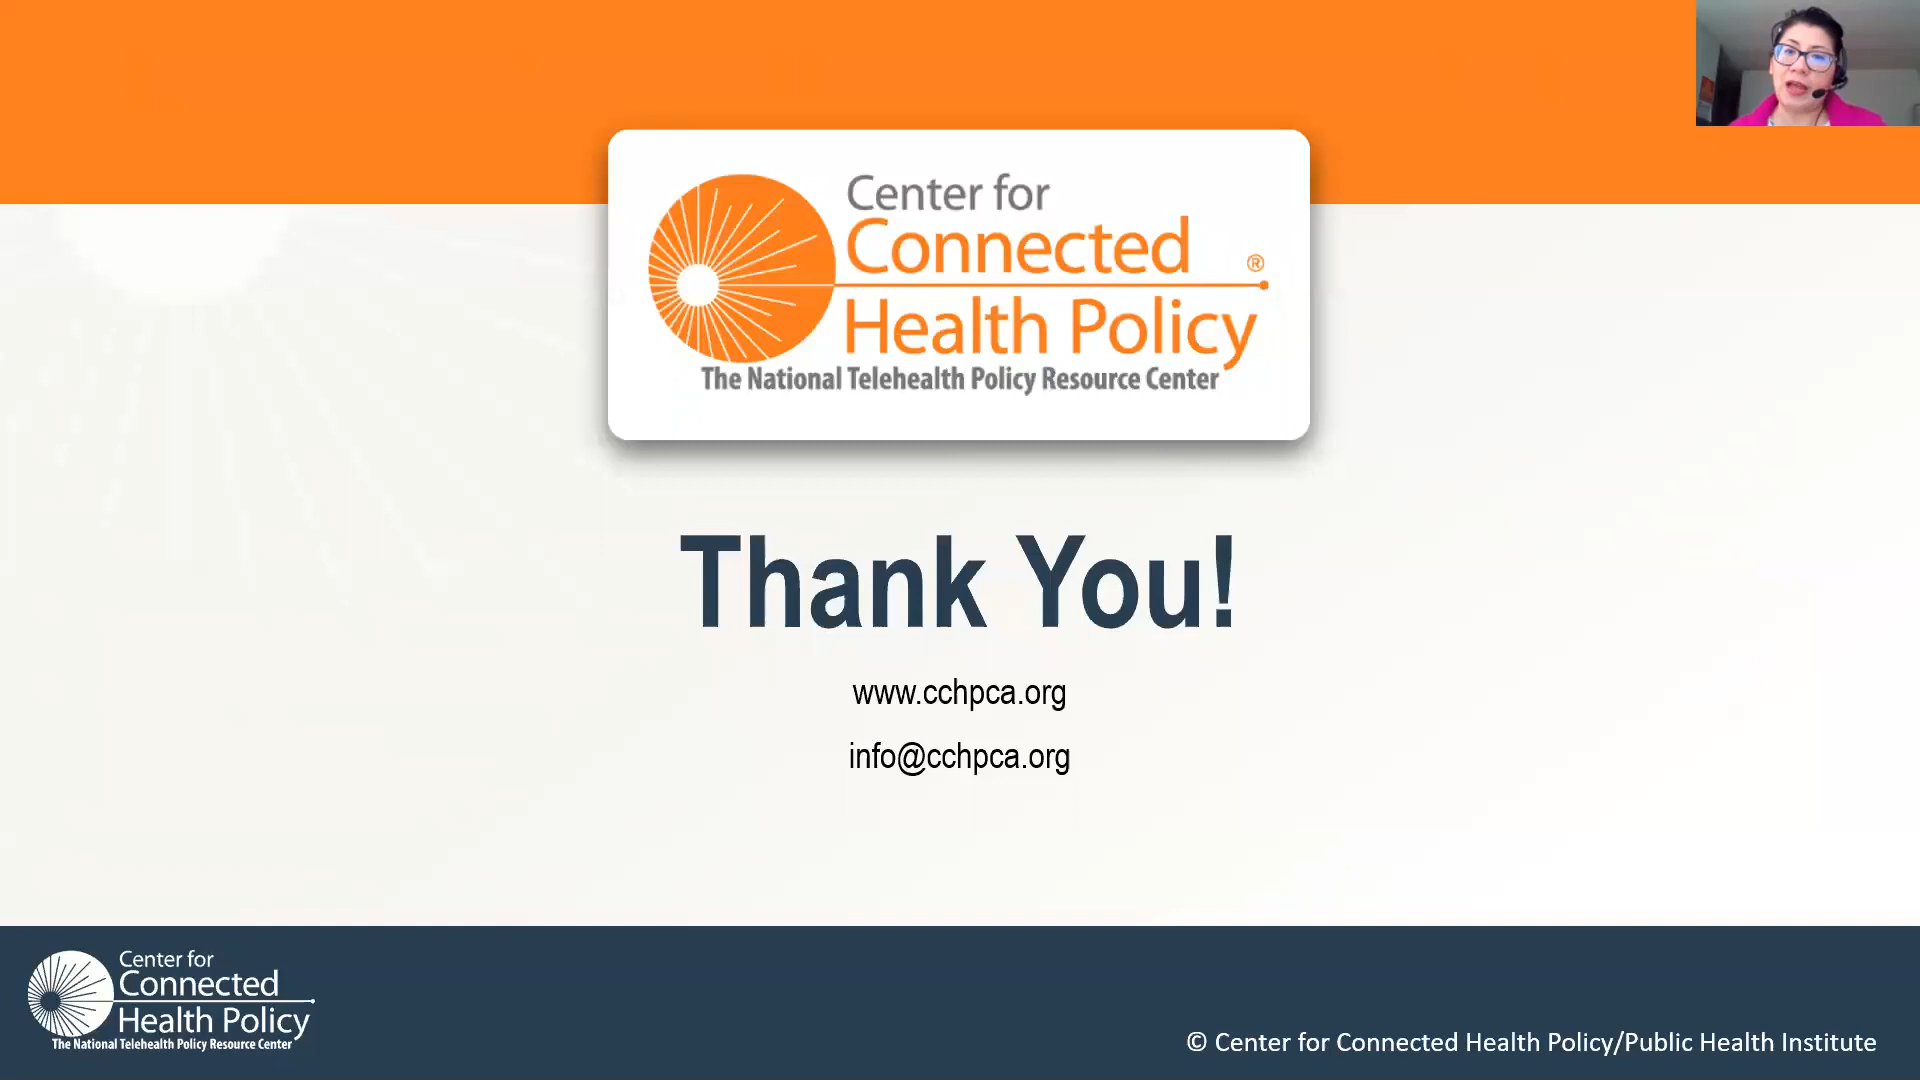 Center for
Connected
®
Health Policy
The National Telehealth Policy Resource Center
Thank You!
www.cchpca.org
info@cchpca.org
Center for
Connected
Health Policy
The National Telehealth Policy Resource Center
© Center for Connected Health Policy/Public Health Institute